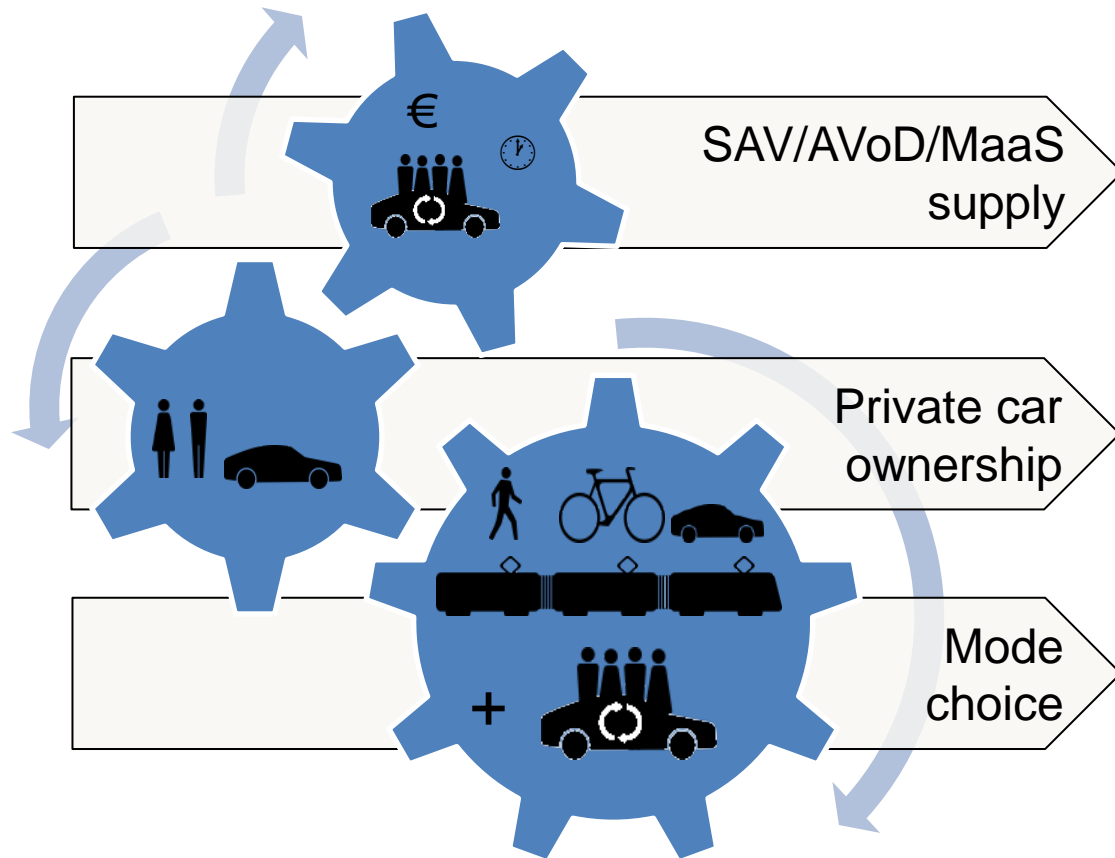 €
SAV/AVoD/MaaS
supply
Private car
ownership
+
Mode
choice